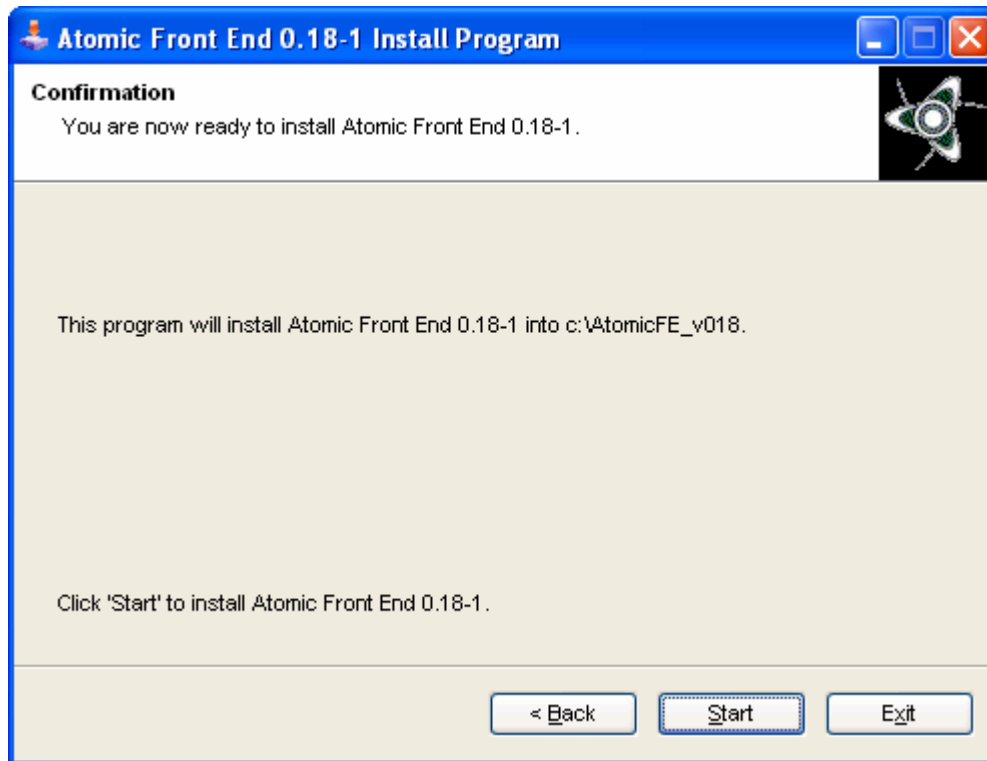 Atomic Front End 0.18-1 Install Program
Confirmation
You are now ready to install Atomic Front End 0.18-1.
This program will install Atomic Front End 0.18-1 into c:\AtomicFE_v018.
Click 'Start' to install Atomic Front End 0.18-1.
< Back Start Exit